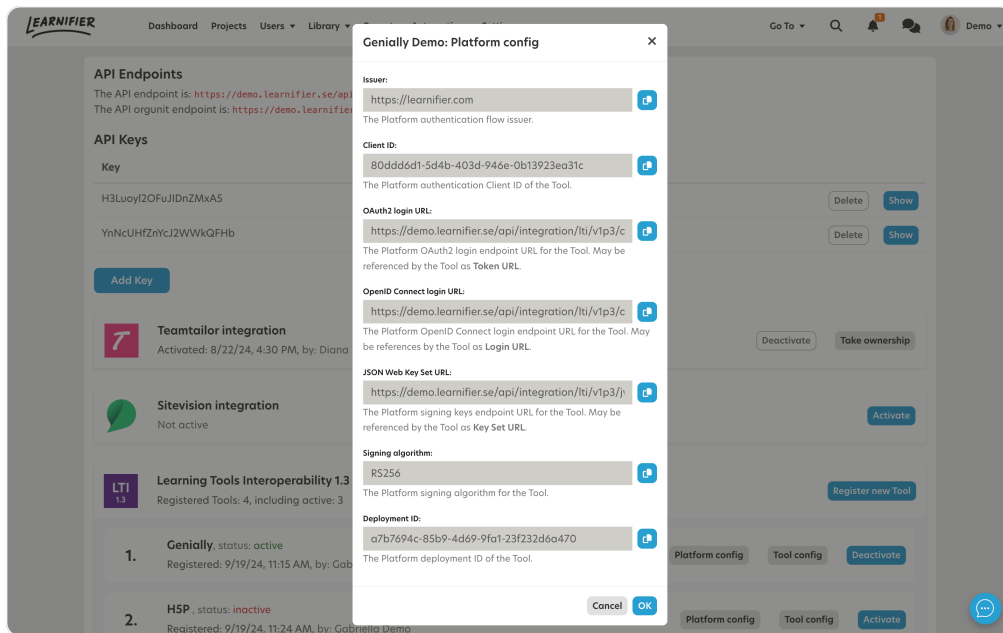 LEARNIFIER
Dashboard Projects Users Library
Go To
1
Demo
Genially Demo: Platform config
Issuer:
https://learnifier.com
The Platform authentication flow issuer.
Client ID:
80ddd6d1-5d4b-403d-946e-0b13923ea31c
The Platform authentication Client ID of the Tool.
OAuth2 login URL:
https://demo.learnifier.se/api/integration/lti/v1p3/c
The Platform OAuth2 login endpoint URL for the Tool. May be
referenced by the Tool as Token URL.
OpenID Connect login URL:
https://demo.learnifier.se/api/integration/lti/v1p3/c
The Platform OpenID Connect login endpoint URL for the Tool. May
be references by the Tool as Login URL.
JSON Web Key Set URL:
https://demo.learnifier.se/api/integration/lti/v1p3/j
The Platform signing keys endpoint URL for the Tool. May be
referenced by the Tool as Key Set URL.
Signing algorithm:
RS256
The Platform signing algorithm for the Tool.
Deployment ID:
a7b7694c-85b9-4d69-9fa1-23f232d6a470
The Platform deployment ID of the Tool.
Cancel OK
API Endpoints
The API endpoint is: https://demo.learnifier.se/api
The API orgunit endpoint is: https://demo.learnifier
API Keys
Key
H3Luoyl2OFuJIDnZMxA5 Delete Show
YnNcUHfZnYcJ2WWkQFHb Delete Show
Add Key
Teamtailor integration
Activated: 8/22/24, 4:30 PM, by: Diana
Deactivate Take ownership
Sitevision integration
Not active
Activate
LTI
1.3
Learning Tools Interoperability 1.3
Registered Tools: 4, including active: 3
Register new Tool
1.
Genially, status: active
Registered: 9/19/24, 11:15 AM, by: Gab
Platform config Tool config Deactivate
2.
H5P , status: inactive
Registered: 9/19/24, 11:24 AM, by: Gabriella Demo
Platform config Tool config Activate